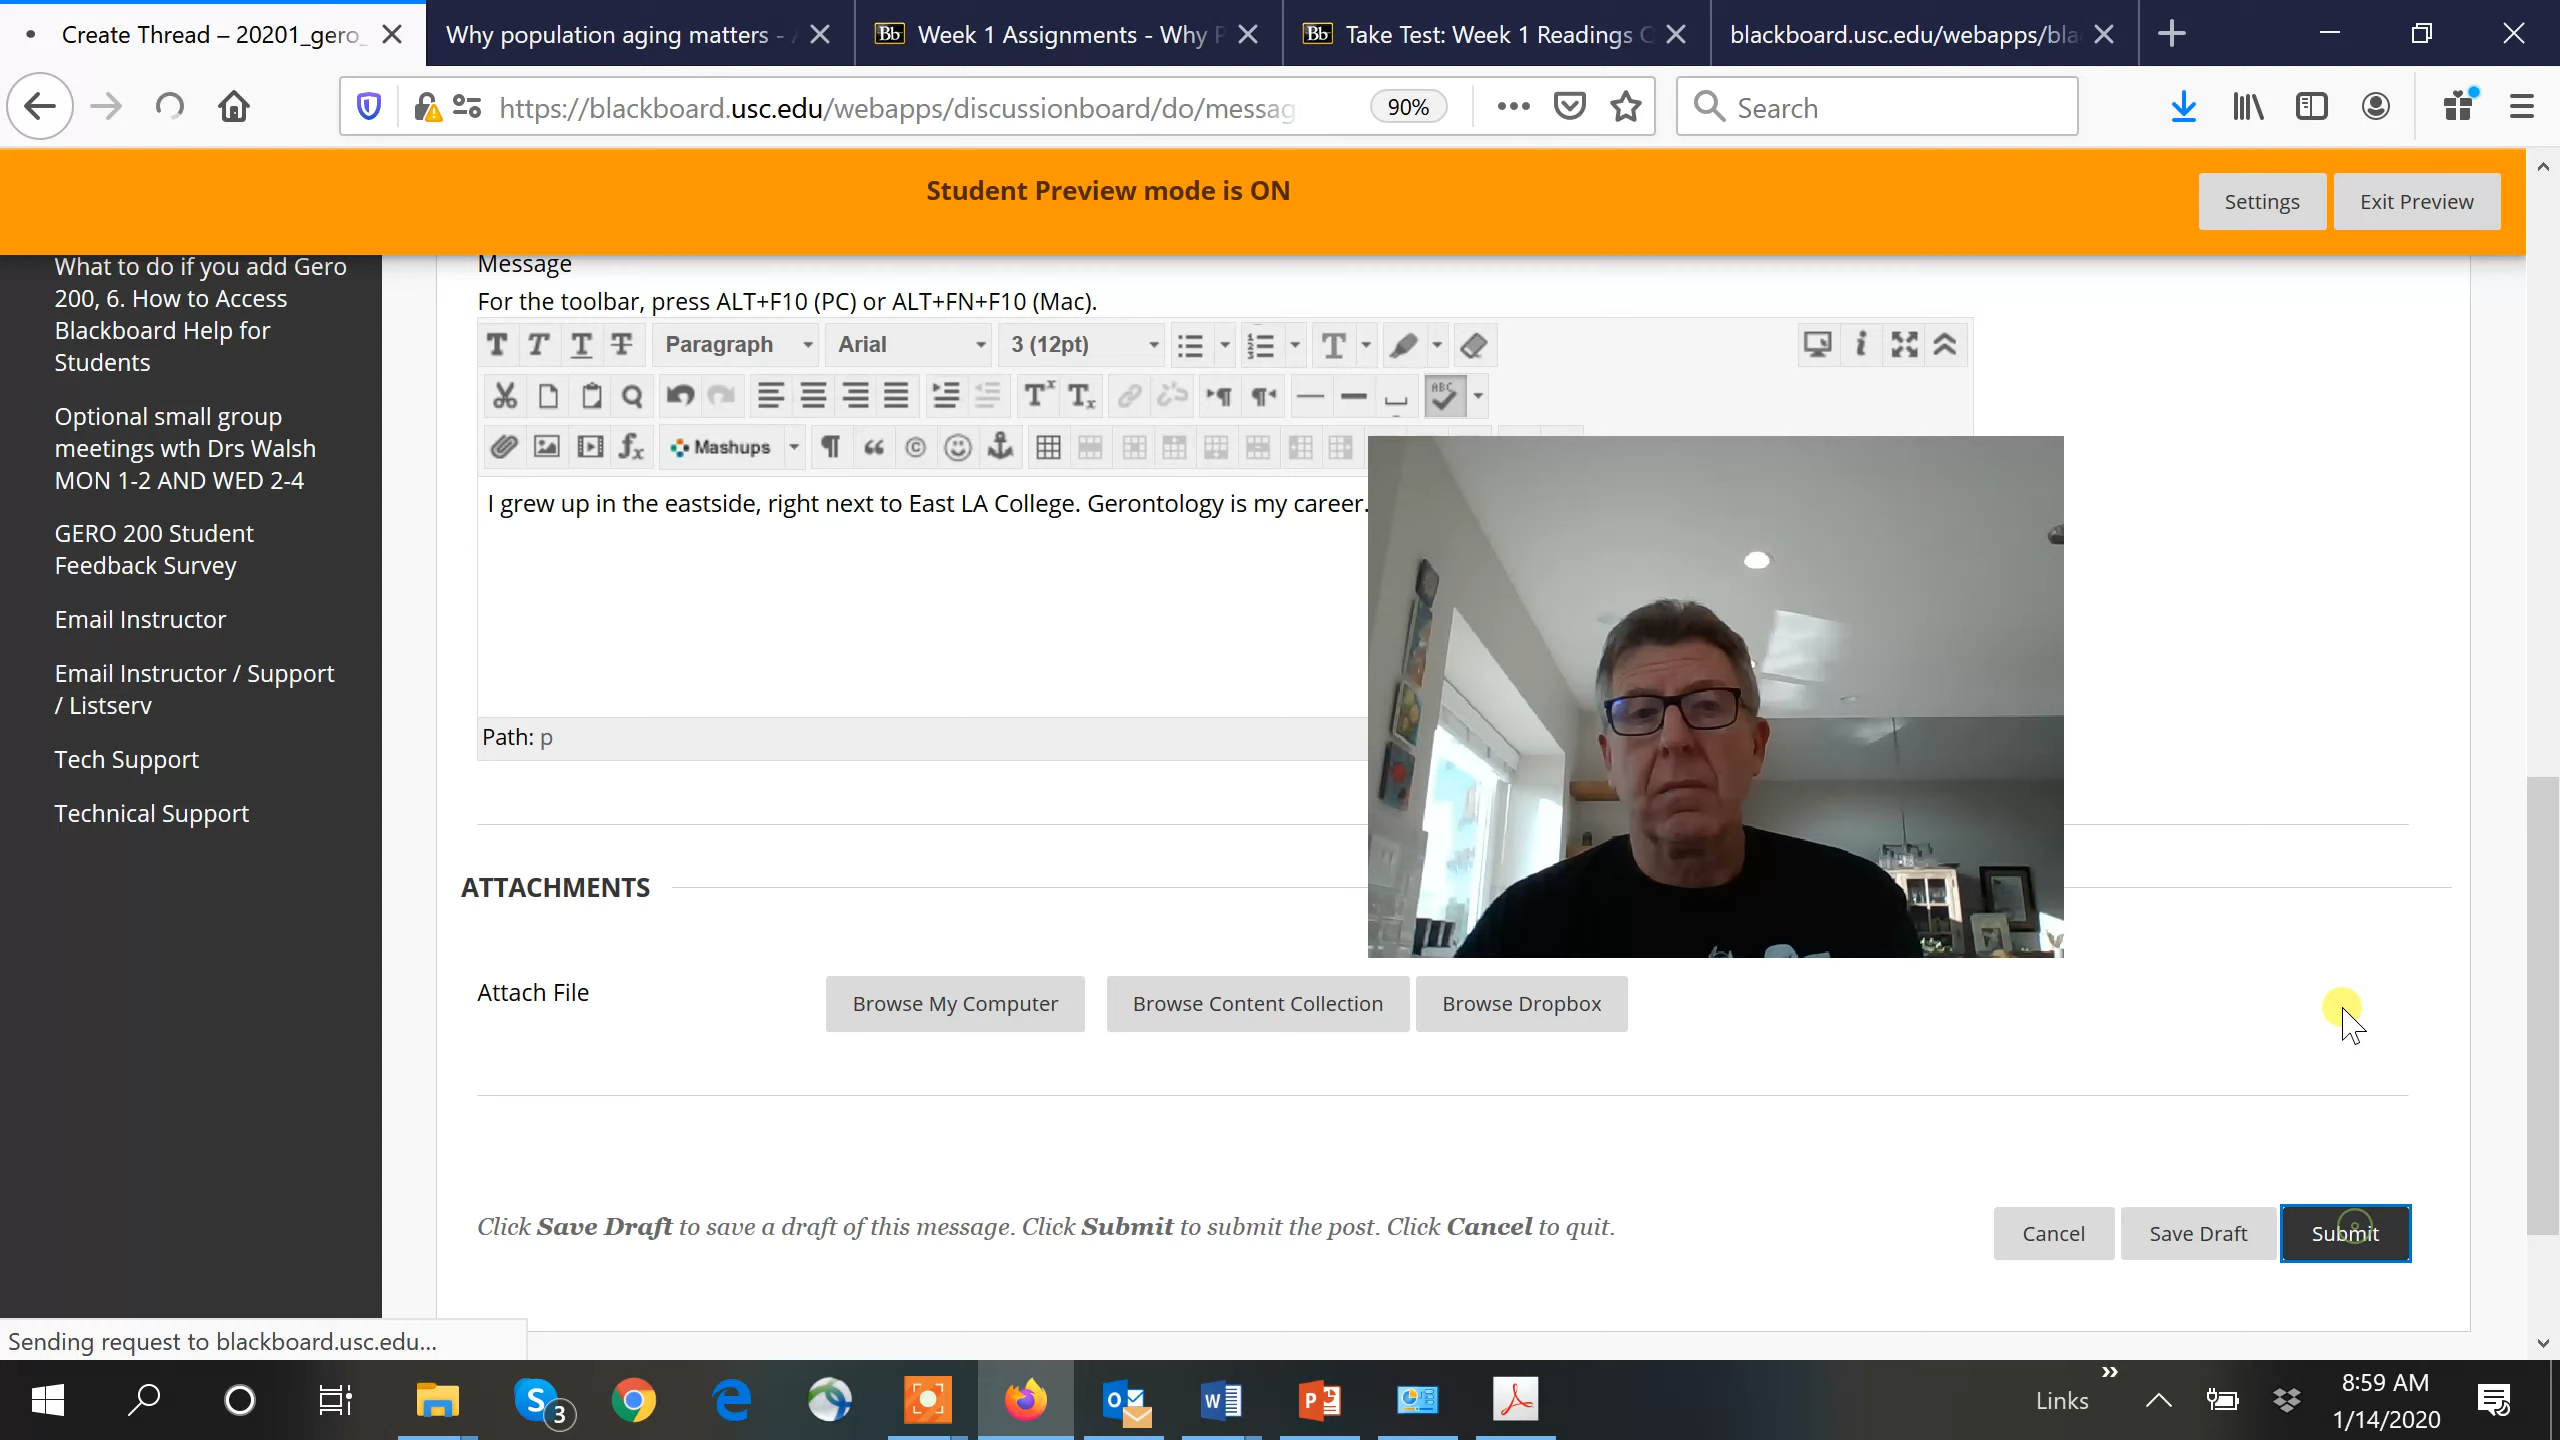 Create Thread – 20201_gero_
Why population aging matters -
Week 1 Assignments - Why P
Take Test: Week 1 Readings C
blackboard.usc.edu/webapps/bla
https://blackboard.usc.edu/webapps/discussionboard/do/messag
90%
Search
Student Preview mode is ON
Settings
Exit Preview
What to do if you add Gero
200, 6. How to Access
Blackboard Help for
Students
Optional small group
meetings wth Drs Walsh
MON 1-2 AND WED 2-4
GERO 200 Student
Feedback Survey
Email Instructor
Email Instructor / Support
/ Listserv
Tech Support
Technical Support
Message
For the toolbar, press ALT+F10 (PC) or ALT+FN+F10 (Mac).
Paragraph
Arial
3 (12pt)
Mashups
I grew up in the eastside, right next to East LA College. Gerontology is my career.
Path: p
ATTACHMENTS
Attach File
Browse My Computer
Browse Content Collection
Browse Dropbox
Click Save Draft to save a draft of this message. Click Submit to submit the post. Click Cancel to quit.
Cancel
Save Draft
Submit
Sending request to blackboard.usc.edu...
3
Links
8:59 AM
1/14/2020